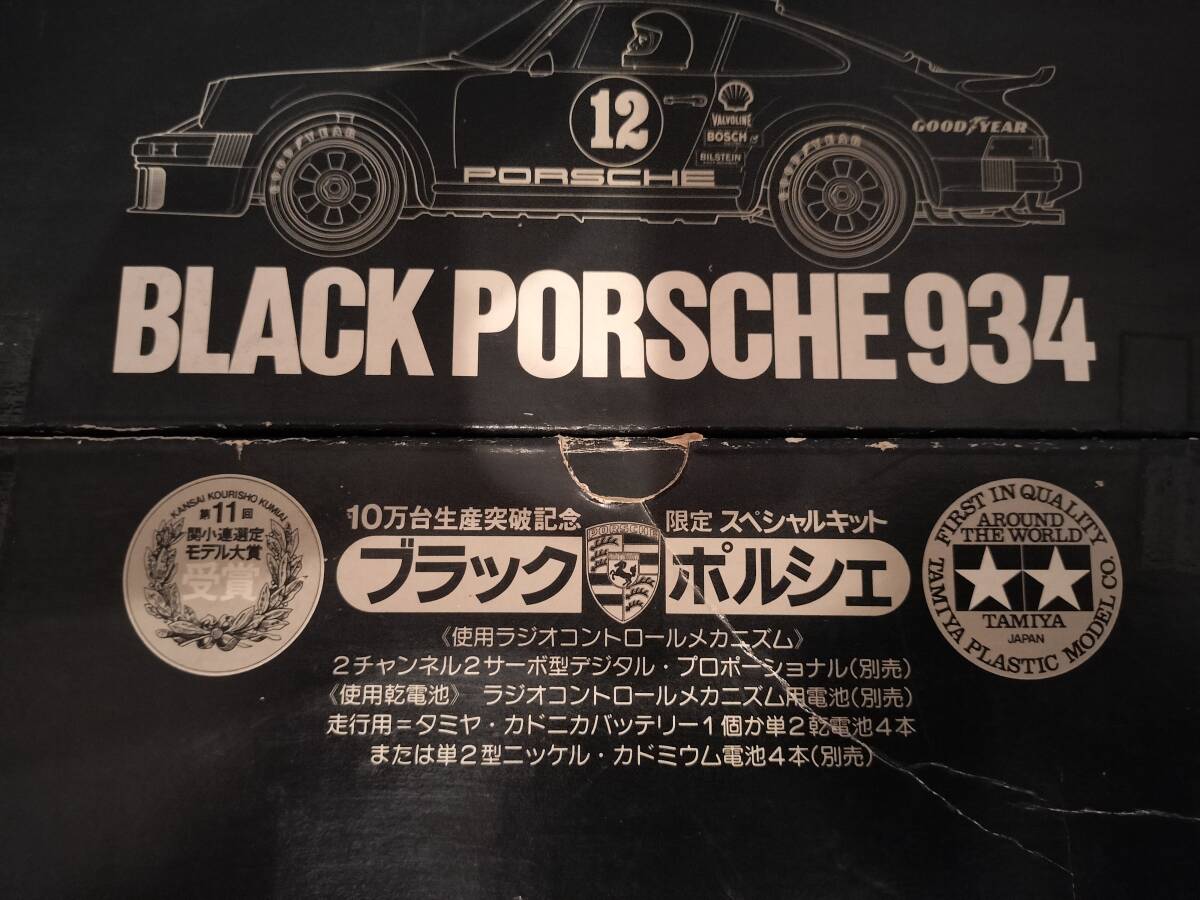 12
VALVOLINE
BOSCH
BILSTEIN
GOODYEAR
GOODYEAR
GOODYEAR
PORSCHE
BLACK PORSCHE 934
KANSAI KOURISHO KUMIAI
第11回
関小連選定
モデル大賞
受賞
10万台生産突破記念
限定 スペシャルキット
PORSCHE
ブラック
ポルシェ
《使用ラジオコントロールメカニズム》
2チャンネル2サーボ型デジタル・プロポーショナル(別売)
《使用乾電池》 ラジオコントロールメカニズム用電池(別売)
走行用=タミヤ・カドニカバッテリー1個か単2乾電池4本
または単2型ニッケル・カドミウム電池4本(別売)
FIRST IN QUALITY
AROUND
THE WORLD
TAMIYA
JAPAN
TAMIYA PLASTIC MODEL CO.